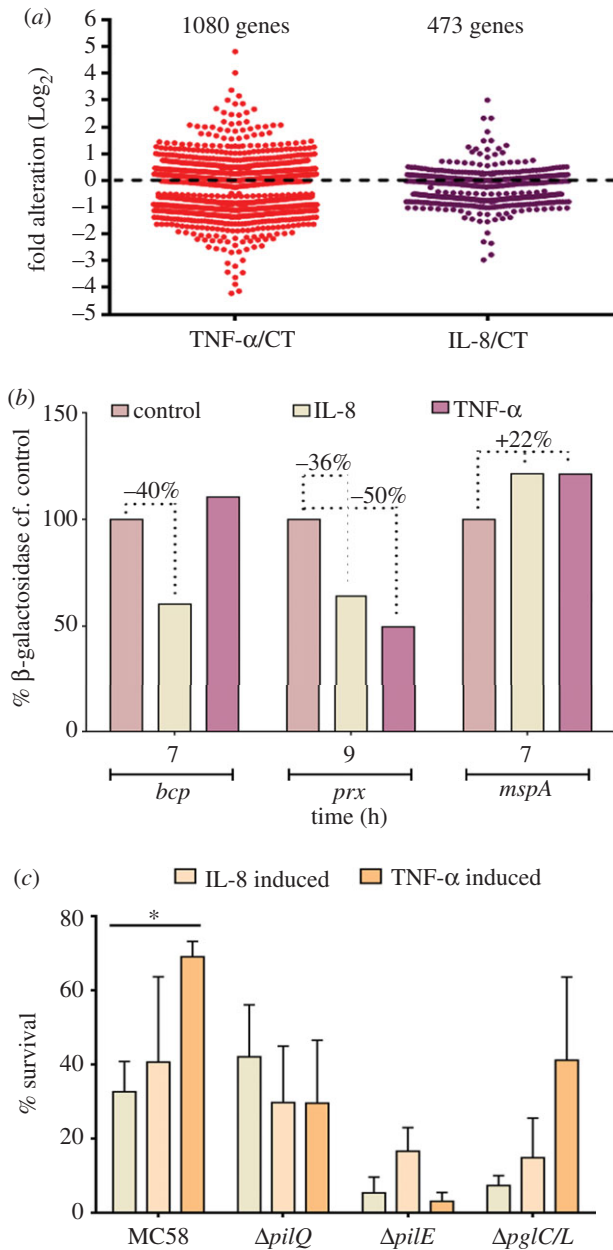 (a)
1080 genes 473 genes
fold alteration (Log2)
6
5
4
3
2
1
0
–1
–2
–3
–4
–5
TNF-α/CT IL-8/CT
(b)
control IL-8 TNF-α
% β-galactosidase cf. control
150
100
50
0
–40%
–36%
–50%
+22%
7 9 7
bcp prx mspA
time (h)
(c)
IL-8 induced TNF-α induced
% survival
80
60
40
20
0
*
MC58 ΔpilQ ΔpilE ΔpglC/L